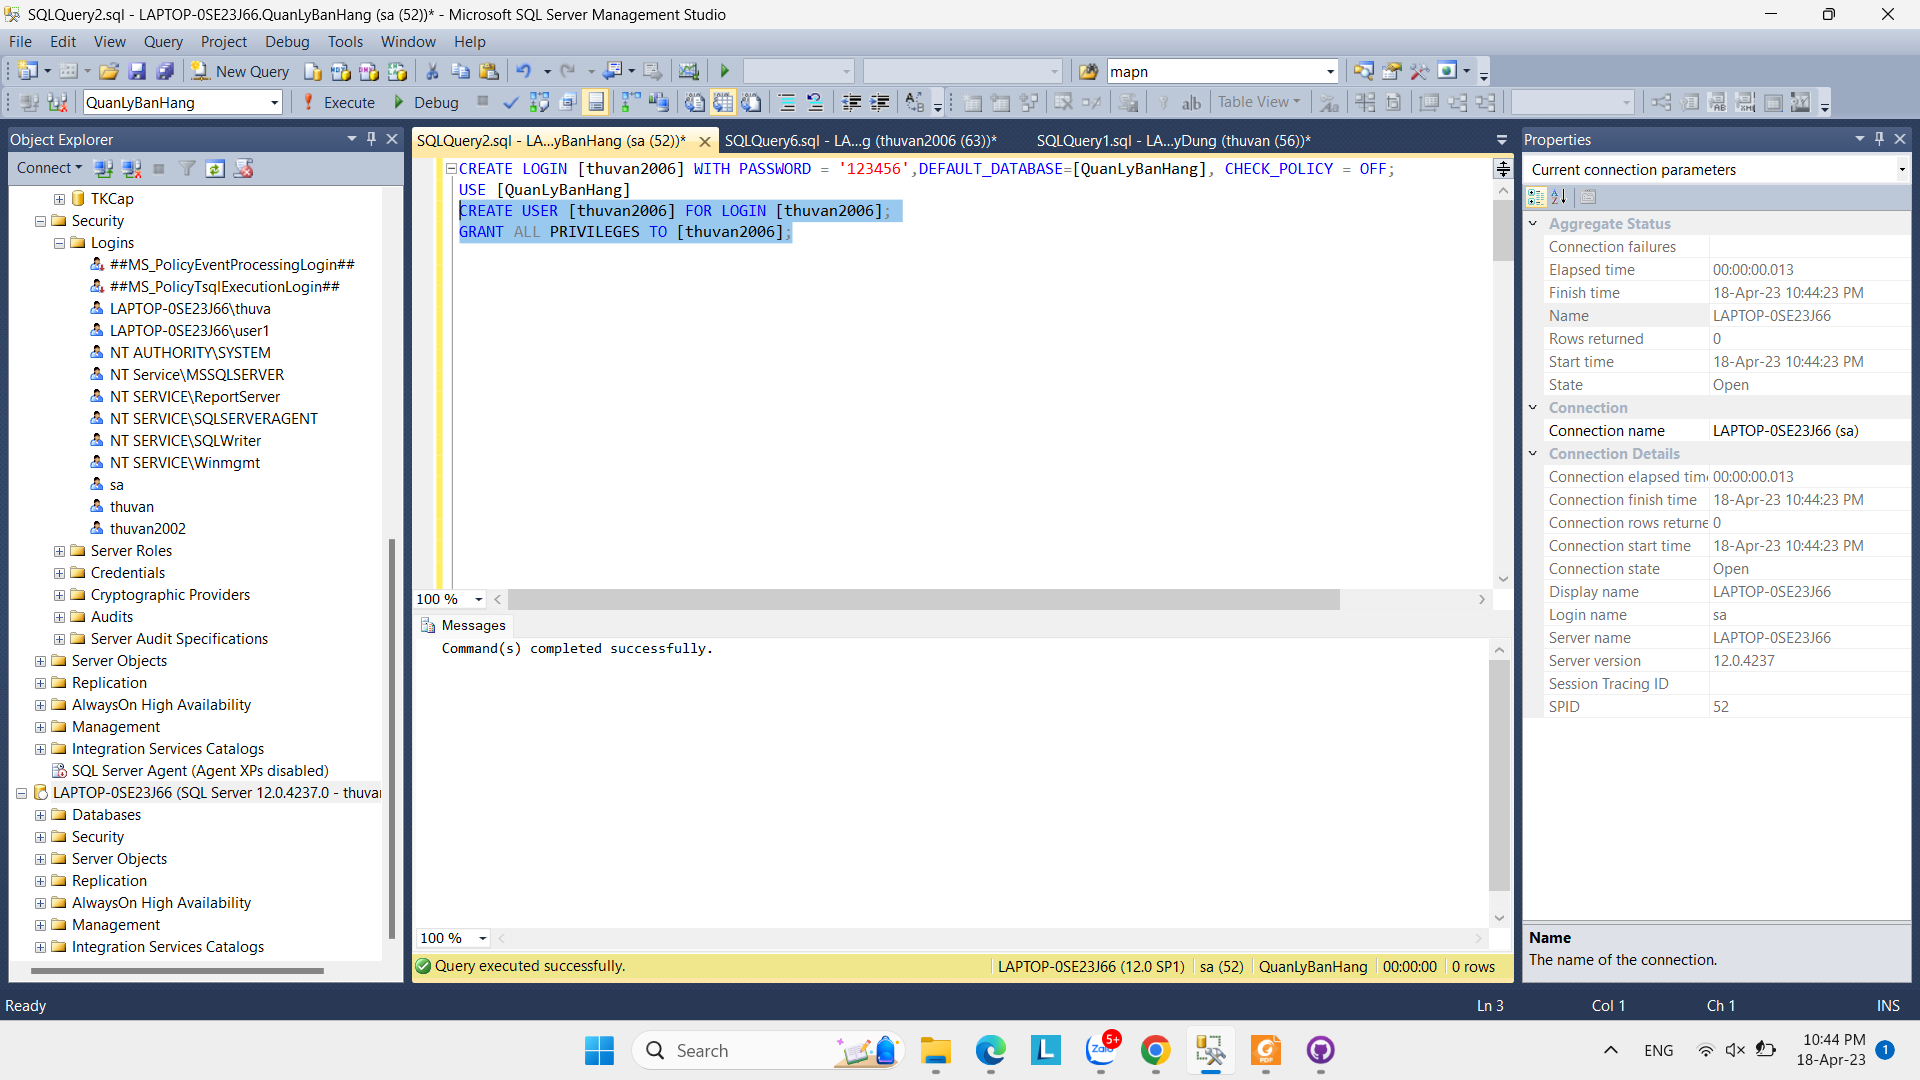 SQLQuery2.sql - LAPTOP-0SE23J66.QuanLyBanHang (sa (52))* - Microsoft SQL Server Management Studio
File Edit View Query Project Debug Tools Window Help
New Query mapn
QuanLyBanHang Execute Debug Table View
Object Explorer
Connect
TKCap
Security
Logins
##MS_PolicyEventProcessingLogin##
##MS_PolicyTsqlExecutionLogin##
LAPTOP-0SE23J66\thuva
LAPTOP-0SE23J66\user1
NT AUTHORITY\SYSTEM
NT Service\MSSQLSERVER
NT SERVICE\ReportServer
NT SERVICE\SQLSERVERAGENT
NT SERVICE\SQLWriter
NT SERVICE\Winmgmt
sa
thuvan
thuvan2002
Server Roles
Credentials
Cryptographic Providers
Audits
Server Audit Specifications
Server Objects
Replication
AlwaysOn High Availability
Management
Integration Services Catalogs
SQL Server Agent (Agent XPs disabled)
LAPTOP-0SE23J66 (SQL Server 12.0.4237.0 - thuvan
Databases
Security
Server Objects
Replication
AlwaysOn High Availability
Management
Integration Services Catalogs
SQLQuery2.sql - LA...yBanHang (sa (52))* SQLQuery6.sql - LA...g (thuvan2006 (63))* SQLQuery1.sql - LA...yDung (thuvan (56))*
CREATE LOGIN [thuvan2006] WITH PASSWORD = '123456',DEFAULT_DATABASE=[QuanLyBanHang], CHECK_POLICY = OFF;
USE [QuanLyBanHang]
CREATE USER [thuvan2006] FOR LOGIN [thuvan2006];
GRANT ALL PRIVILEGES TO [thuvan2006];
100 %
Messages
Command(s) completed successfully.
100 %
Query executed successfully. LAPTOP-0SE23J66 (12.0 SP1) sa (52) QuanLyBanHang 00:00:00 0 rows
Properties
Current connection parameters
Aggregate Status
Connection failures
Elapsed time 00:00:00.013
Finish time 18-Apr-23 10:44:23 PM
Name LAPTOP-0SE23J66
Rows returned 0
Start time 18-Apr-23 10:44:23 PM
State Open
Connection
Connection name LAPTOP-0SE23J66 (sa)
Connection Details
Connection elapsed tim 00:00:00.013
Connection finish time 18-Apr-23 10:44:23 PM
Connection rows returne 0
Connection start time 18-Apr-23 10:44:23 PM
Connection state Open
Display name LAPTOP-0SE23J66
Login name sa
Server name LAPTOP-0SE23J66
Server version 12.0.4237
Session Tracing ID
SPID 52
Name
The name of the connection.
Ready Ln 3 Col 1 Ch 1 INS
Search L Zalo 5+ PDF ENG 10:44 PM 1
18-Apr-23